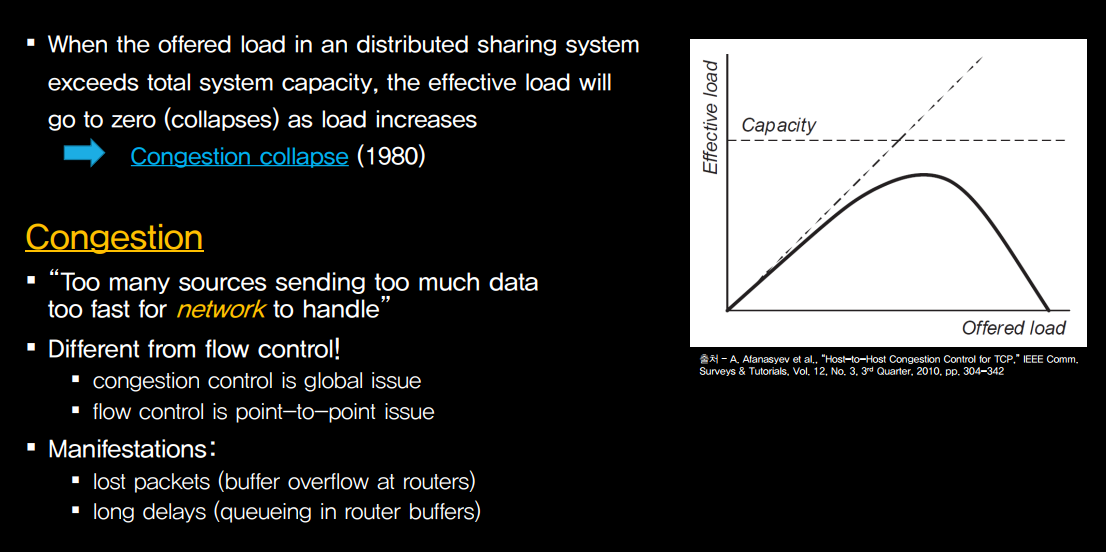 ▪ When the offered load in an distributed sharing system
exceeds total system capacity, the effective load will
go to zero (collapses) as load increases
Congestion collapse (1980)
Congestion
▪ “Too many sources sending too much data
too fast for network to handle”
▪ Different from flow control!
▪ congestion control is global issue
▪ flow control is point-to-point issue
▪ Manifestations:
▪ lost packets (buffer overflow at routers)
▪ long delays (queueing in router buffers)
Effective load
Capacity
Offered load
출처 - A. Afanasyev et al., “Host-to-Host Congestion Control for TCP,” IEEE Comm.
Surveys & Tutorials, Vol. 12, No. 3, 3rd Quarter, 2010, pp. 304-342